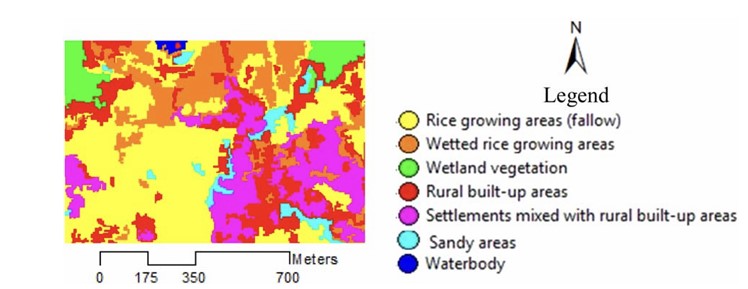 N
Legend
Rice growing areas (fallow)
Wetted rice growing areas
Wetland vegetation
Rural built-up areas
Settlements mixed with rural built-up areas
Sandy areas
Waterbody
Meters
0 175 350 700